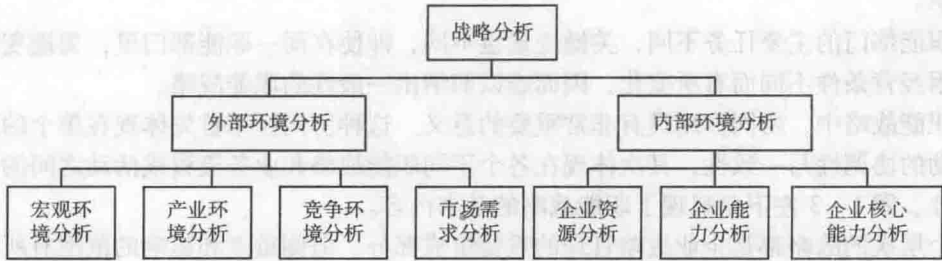 战略分析
外部环境分析
内部环境分析
宏观环
境分析
产业环
境分析
竞争环
境分析
市场需
求分析
企业资
源分析
企业能
力分析
企业核心
能力分析